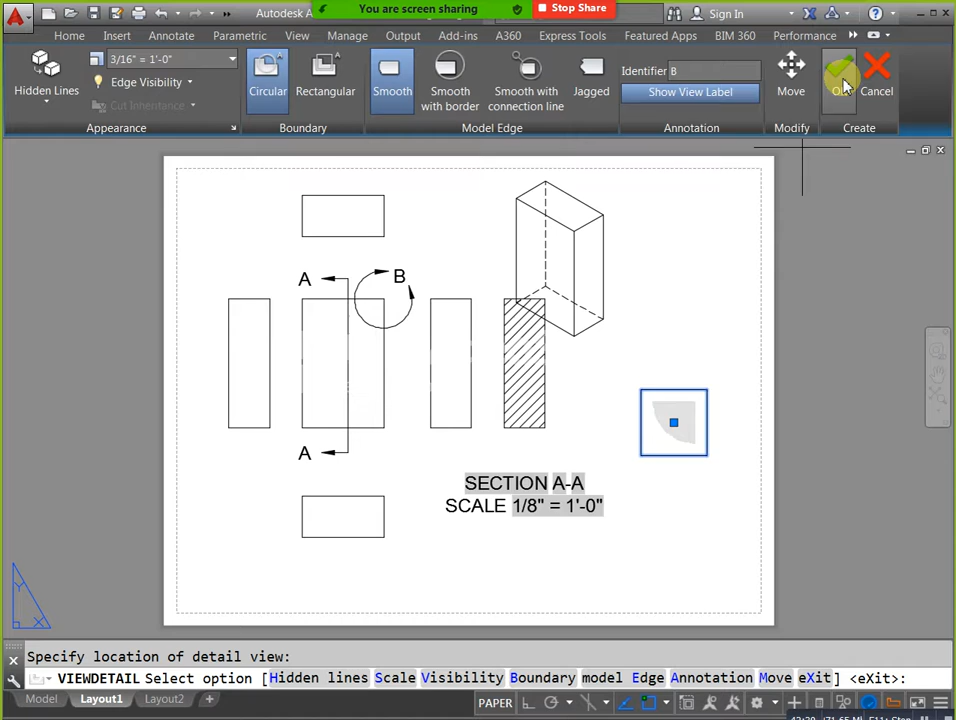 You are screen sharing
Stop Share
Autodesk A
Sign In
Home Insert Annotate Parametric View Manage Output Add-ins A360 Express Tools Featured Apps BIM 360 Performance
3/16" = 1'-0"
Edge Visibility
Cut Inheritance
Hidden Lines
Circular
Rectangular
Smooth
Smooth with border
Smooth with connection line
Jagged
Identifier B
Show View Label
Move
Cancel
Appearance
Boundary
Model Edge
Annotation
Modify
Create
A
B
A
SECTION A-A
SCALE 1/8" = 1'-0"
Y
X
Specify location of detail view:
VIEWDETAIL Select option [Hidden lines Scale Visibility Boundary model Edge Annotation Move eXit] <eXit>:
Model Layout1 Layout2 +
PAPER